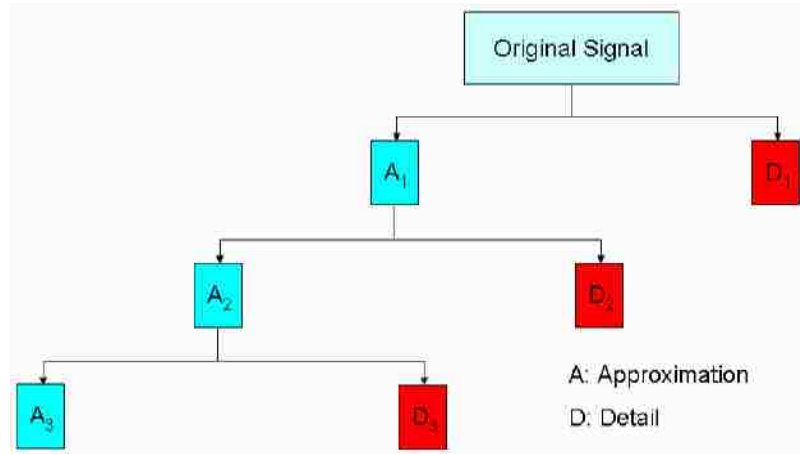 Original Signal
A₁
D₁
A₂
D₂
A: Approximation
D: Detail
A₃
D₃